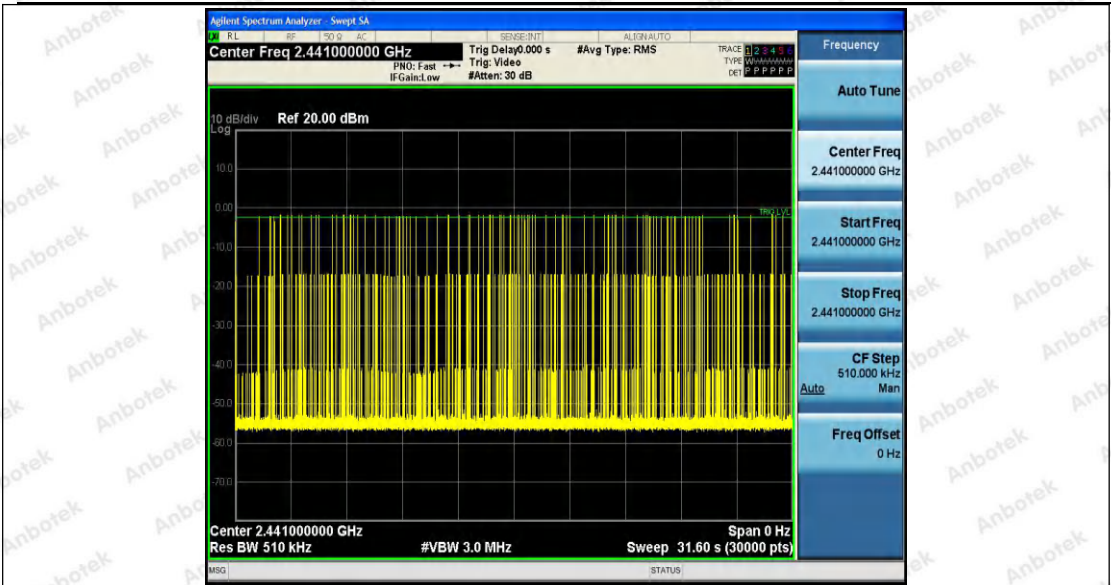 Agilent Spectrum Analyzer - Swept SA
LXI RL RF 50 Ω AC SENSE:INT ALIGNAUTO
Center Freq 2.441000000 GHz
PNO: Fast
IFGain:Low
Trig Delay0.000 s
Trig: Video
#Atten: 30 dB
#Avg Type: RMS
TRACE 1 2 3 4 5 6
TYPE
DET P P P P P P
10 dB/div Ref 20.00 dBm
Log
10.0
0.00
TRIG LVL
-10.0
-20.0
-30.0
-40.0
-50.0
-60.0
-70.0
Center 2.441000000 GHz
Span 0 Hz
Res BW 510 kHz #VBW 3.0 MHz Sweep 31.60 s (30000 pts)
MSG STATUS
Frequency
Auto Tune
Center Freq
2.441000000 GHz
Start Freq
2.441000000 GHz
Stop Freq
2.441000000 GHz
CF Step
510.000 kHz
Auto Man
Freq Offset
0 Hz
Anbotek